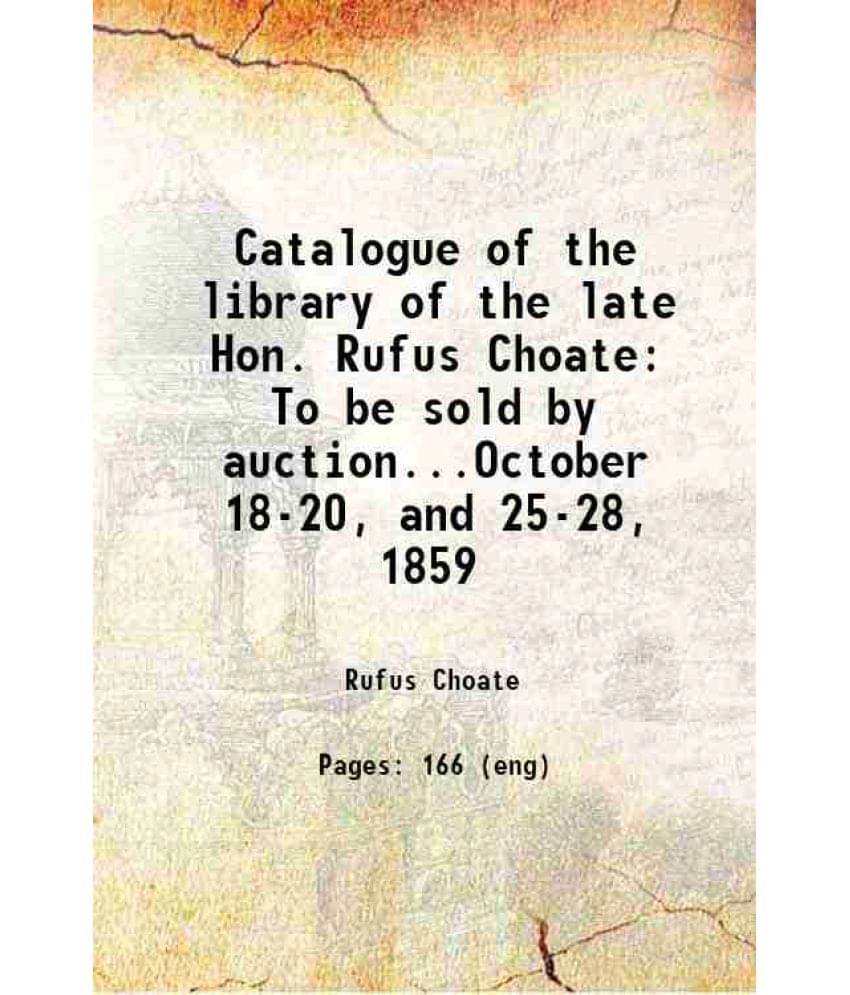 Catalogue of the
library of the late
Hon. Rufus Choate:
To be sold by
auction...October
18-20, and 25-28,
1859
Rufus Choate
Pages: 166 (eng)